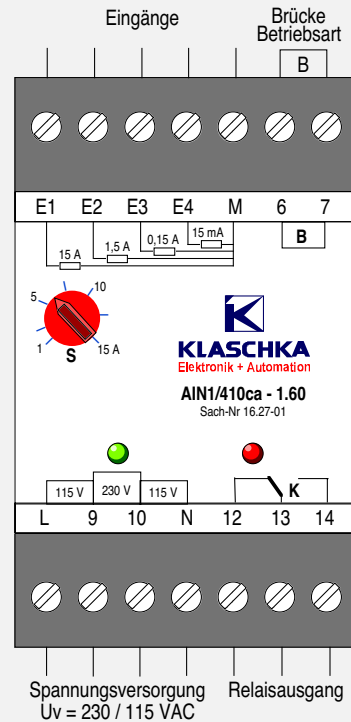 Eingänge
Brücke
Betriebsart
B
E1 E2 E3 E4 M 6 7
15 A
1,5 A
0,15 A
15 mA
B
5
10
1
15 A
S
K
KLASCHKA
Elektronik + Automation
AIN1/410ca - 1.60
Sach-Nr 16.27-01
115 V 230 V 115 V
K
L 9 10 N 12 13 14
Spannungsversorgung
Uv = 230 / 115 VAC
Relaisausgang